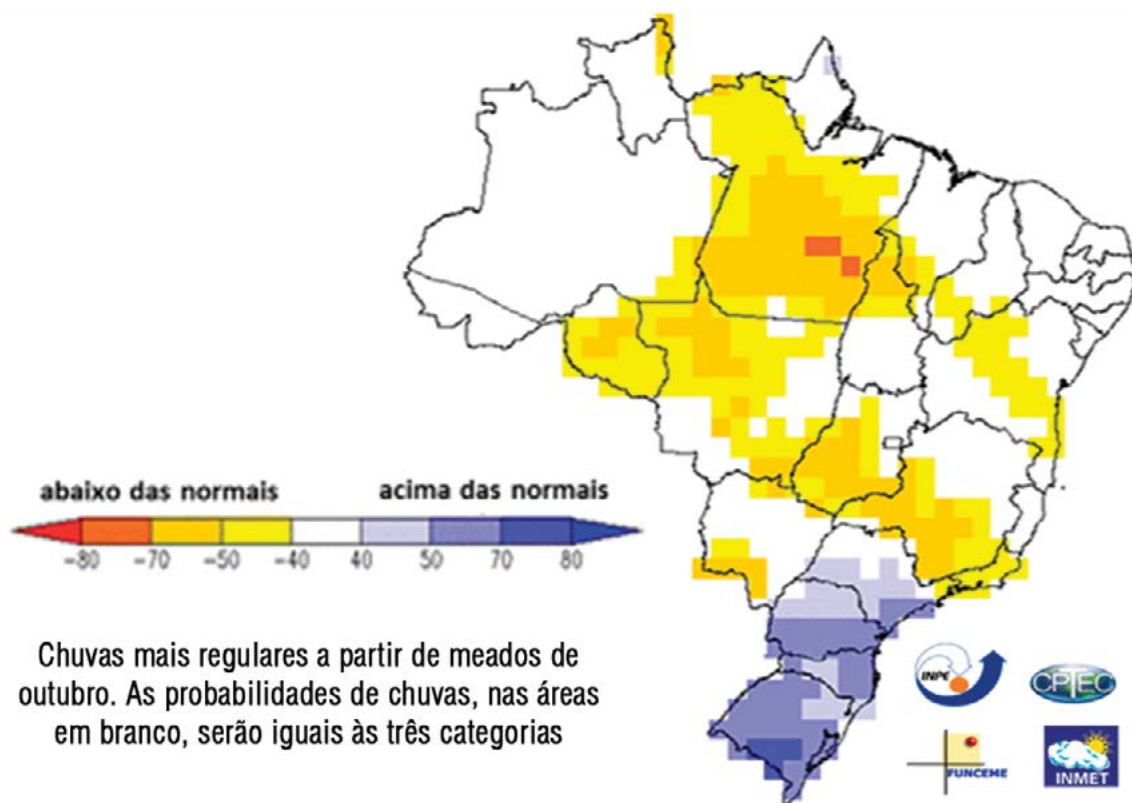 abaixo das normais acima das normais
-80 -70 -50 -40 40 50 70 80
Chuvas mais regulares a partir de meados de
outubro. As probabilidades de chuvas, nas áreas
em branco, serão iguais às três categorias
INPE
CPTEC
FUNCEME
INMET